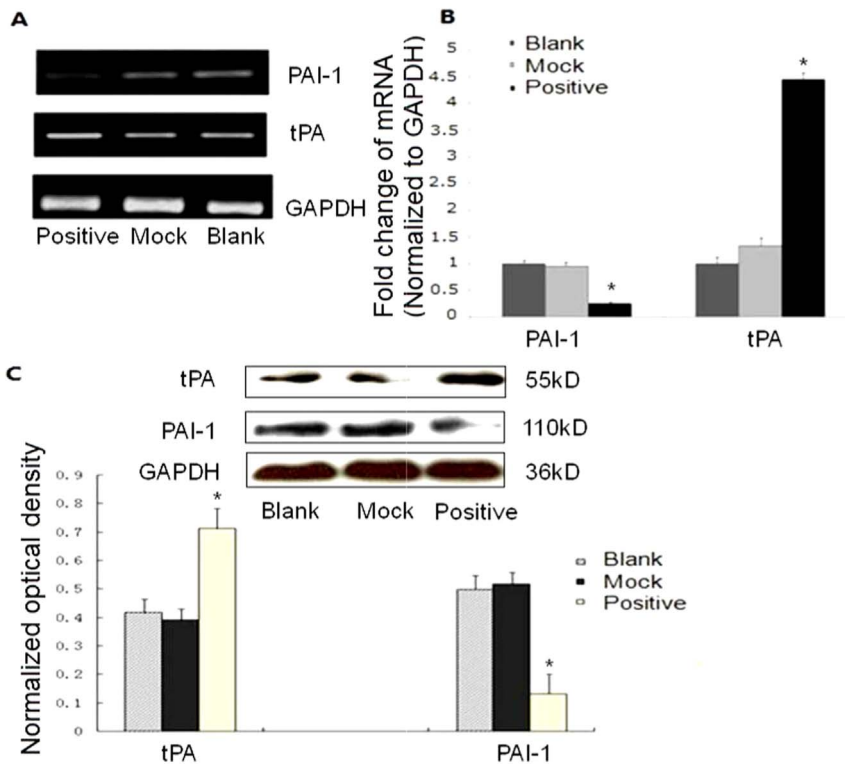 A
PAI-1
tPA
GAPDH
Positive Mock Blank
B
Fold change of mRNA
(Normalized to GAPDH)
5
4.5
4
3.5
3
2.5
2
1.5
1
0.5
0
Blank
Mock
Positive
*
*
PAI-1 tPA
C
tPA 55kD
PAI-1 110kD
GAPDH 36kD
Blank Mock Positive
Normalized optical density
0.9
0.8
0.7
0.6
0.5
0.4
0.3
0.2
0.1
0
*
*
Blank
Mock
Positive
tPA PAI-1